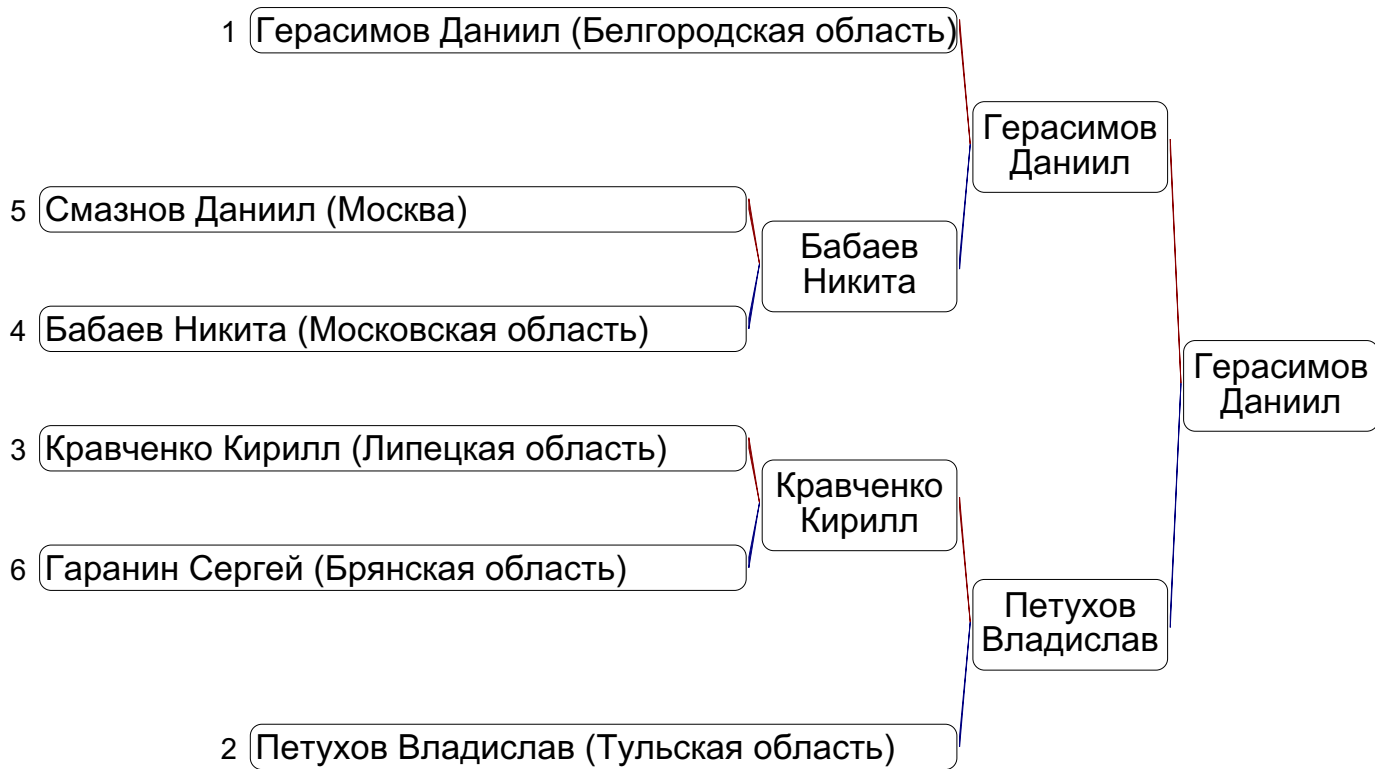 1 Герасимов Даниил (Белгородская область)
Герасимов
Даниил
5 Смазнов Даниил (Москва)
Бабаев
Никита
4 Бабаев Никита (Московская область)
Герасимов
Даниил
3 Кравченко Кирилл (Липецкая область)
Кравченко
Кирилл
6 Гаранин Сергей (Брянская область)
Петухов
Владислав
2 Петухов Владислав (Тульская область)